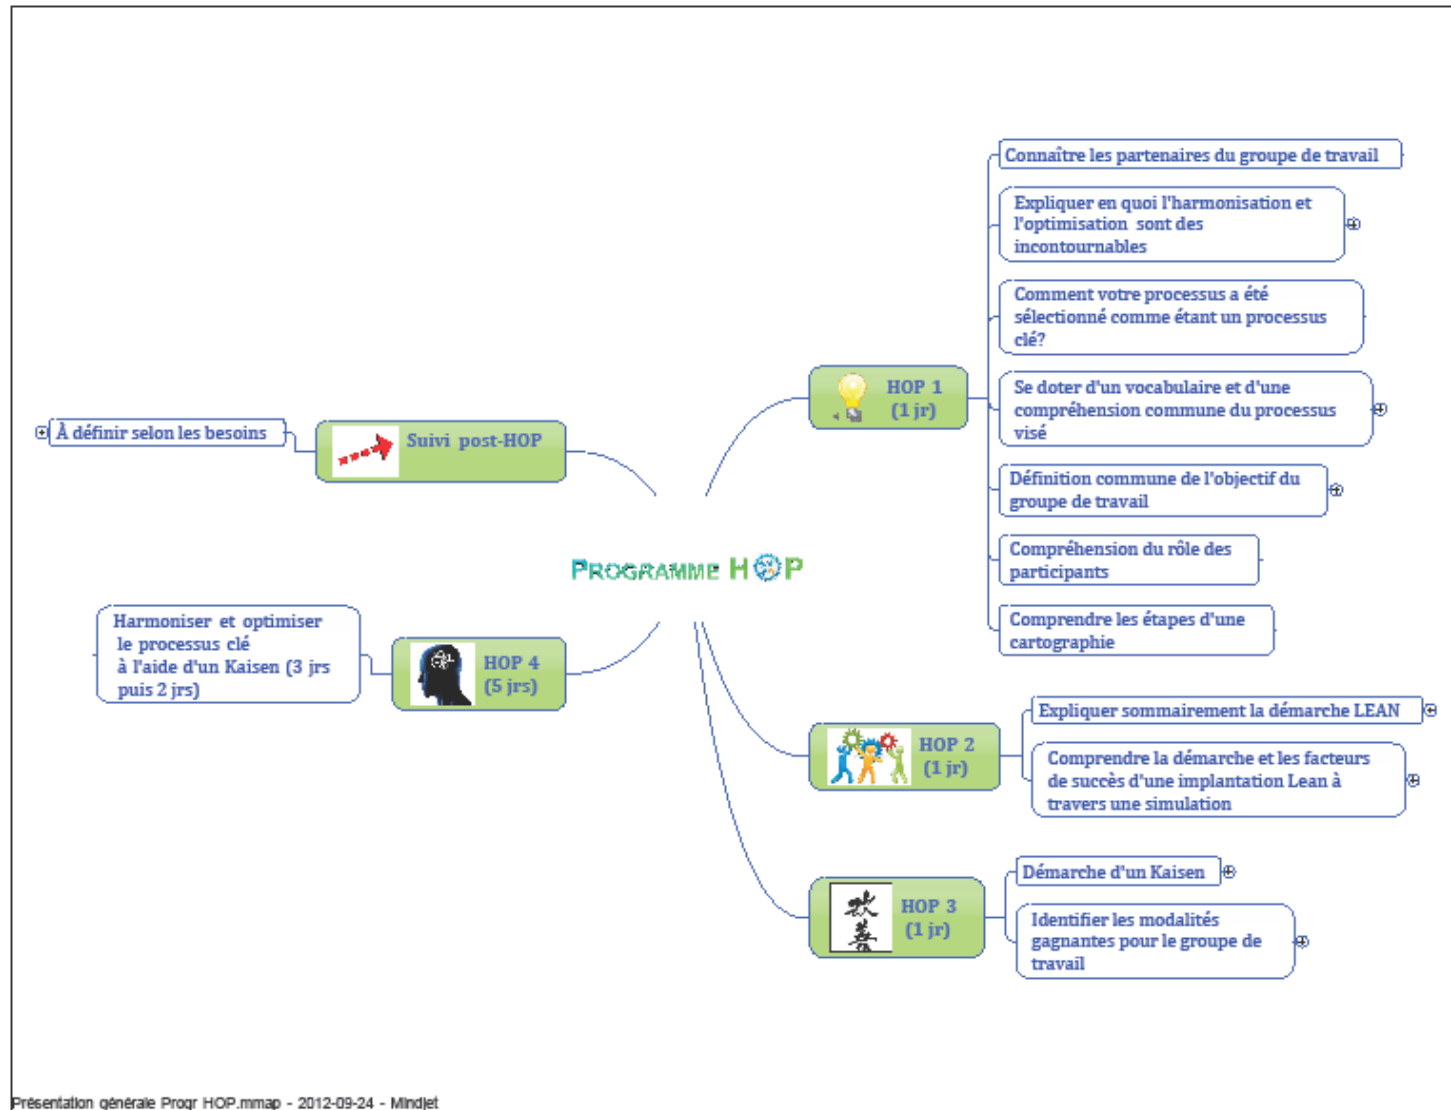 Connaître les partenaires du groupe de travail
Expliquer en quoi l'harmonisation et
l'optimisation sont des
incontournables
Comment votre processus a été
sélectionné comme étant un processus
clé?
HOP 1
(1 jr)
Se doter d'un vocabulaire et d'une
compréhension commune du processus
visé
Définition commune de l'objectif du
groupe de travail
Compréhension du rôle des
participants
Comprendre les étapes d'une
cartographie
À définir selon les besoins
Suivi post-HOP
PROGRAMME HOP
Harmoniser et optimiser
le processus clé
à l'aide d'un Kaisen (3 jrs
puis 2 jrs)
HOP 4
(5 jrs)
HOP 2
(1 jr)
Expliquer sommairement la démarche LEAN
Comprendre la démarche et les facteurs
de succès d'une implantation Lean à
travers une simulation
改
善
HOP 3
(1 jr)
Démarche d'un Kaisen
Identifier les modalités
gagnantes pour le groupe de
travail
Présentation générale Progr HOP.mmap - 2012-09-24 - Mindjet